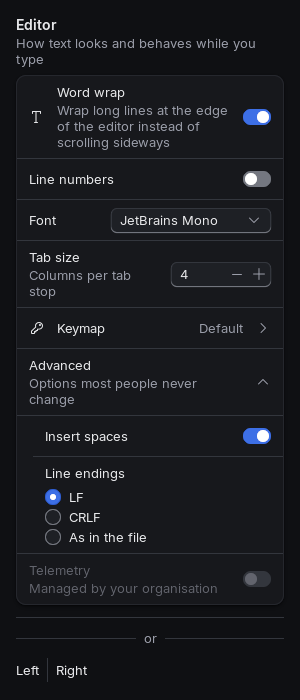 Editor
How text looks and behaves while you
type
Word wrap
Wrap long lines at the edge
of the editor instead of
scrolling sideways
Line numbers
Font
JetBrains Mono
Tab size
Columns per tab
stop
4
Keymap
Default
Advanced
Options most people never
change
Insert spaces
Line endings
LF
CRLF
As in the file
Telemetry
Managed by your organisation
or
Left
Right